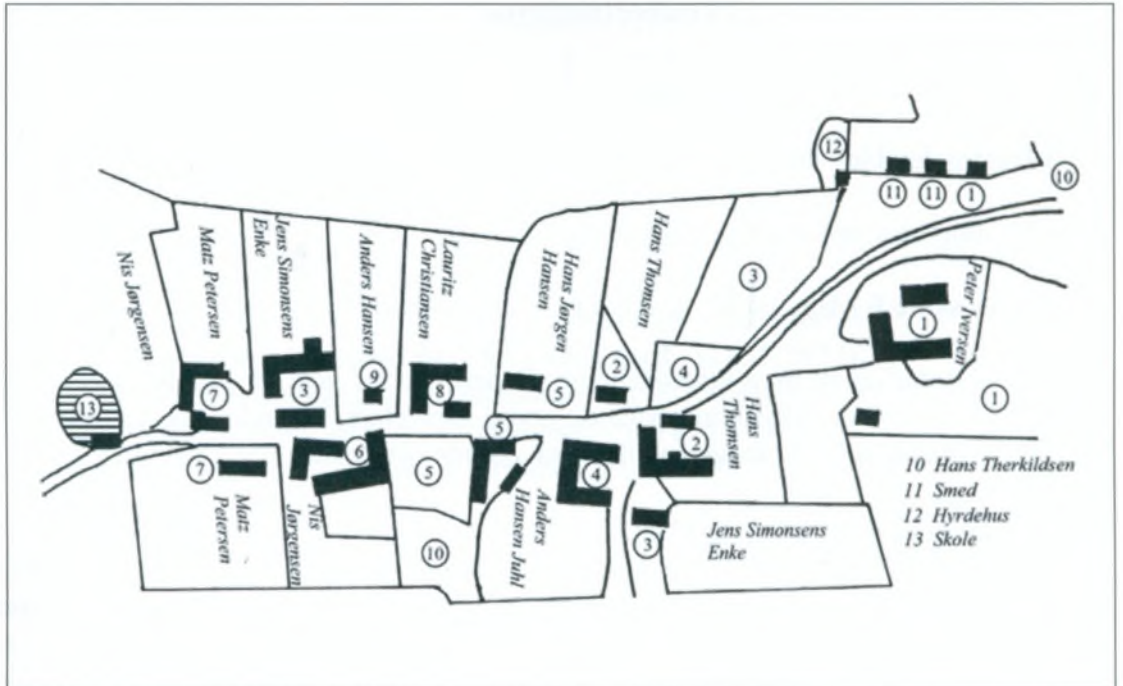 12
11
11
1
10
Nis Jørgensen
Matz Petersen
Jens Simonsens
Enke
Anders Hansen
Lauritz
Christiansen
Hans Jørgen
Hansen
Hans Thomsen
3
Peter Iversen
1
1
13
7
3
9
8
5
2
4
Hans
Thomsen
2
7
Matz
Petersen
6
Nis
Jørgensen
5
5
10
Anders
Hansen Juhl
4
3
Jens Simonsens
Enke
10 Hans Therkildsen
11 Smed
12 Hyrdehus
13 Skole